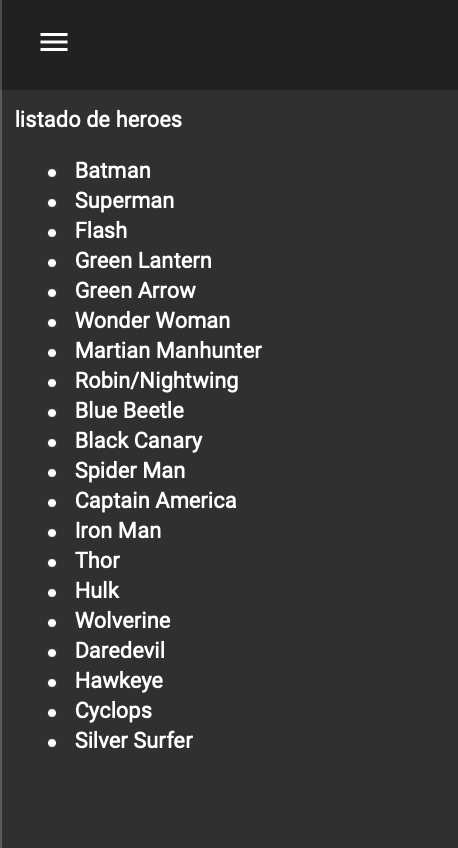 listado de heroes
Batman
Superman
Flash
Green Lantern
Green Arrow
Wonder Woman
Martian Manhunter
Robin/Nightwing
Blue Beetle
Black Canary
Spider Man
Captain America
Iron Man
Thor
Hulk
Wolverine
Daredevil
Hawkeye
Cyclops
Silver Surfer